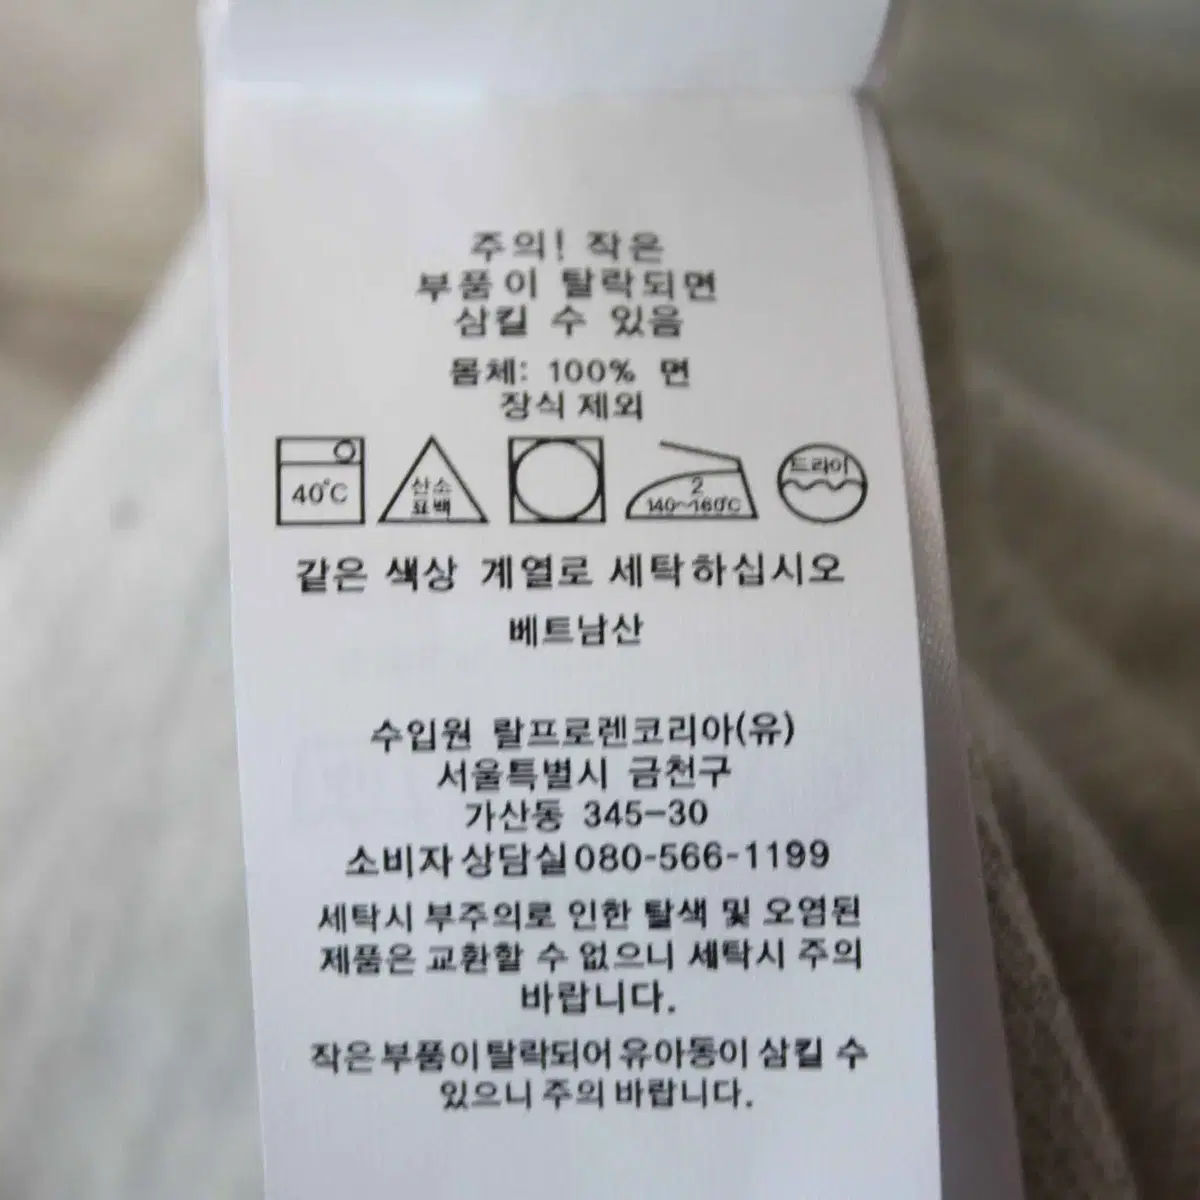 주의! 작은
부품이 탈락되면
삼킬 수 있음
몸체: 100% 면
장식 제외
40℃
산소
표백
2
140~160℃
드라이
같은 색상 계열로 세탁하십시오
베트남산
수입원 랄프로렌코리아(유)
서울특별시 금천구
가산동 345-30
소비자상담실080-566-1199
세탁시 부주의로 인한 탈색 및 오염된
제품은 교환할 수 없으니 세탁시 주의
바랍니다.
작은부품이탈락되어유아동이 삼킬 수
있으니 주의 바랍니다.